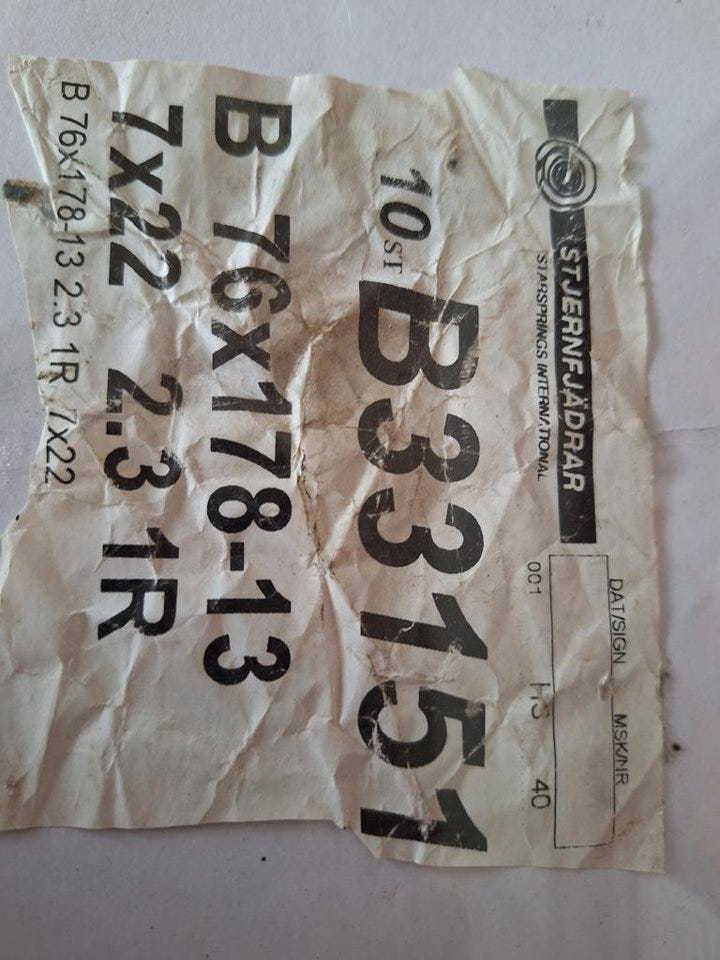 STJERNFJÄDRAR
STARSPRINGS INTERNATIONAL
DAT/SIGN MSK/NR
001 HS 40
10 ST B33151
B 76x178-13
7x22 2.3 1R
B 76x178-13 2.3 1R 7x22